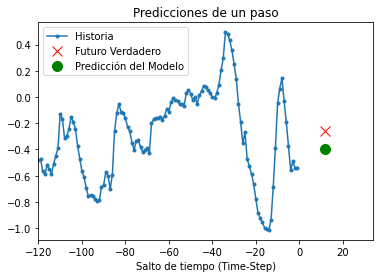 Predicciones de un paso
Historia
Futuro Verdadero
Predicción del Modelo
0.4
0.2
0.0
−0.2
−0.4
−0.6
−0.8
−1.0
−120 −100 −80 −60 −40 −20 0 20
Salto de tiempo (Time-Step)